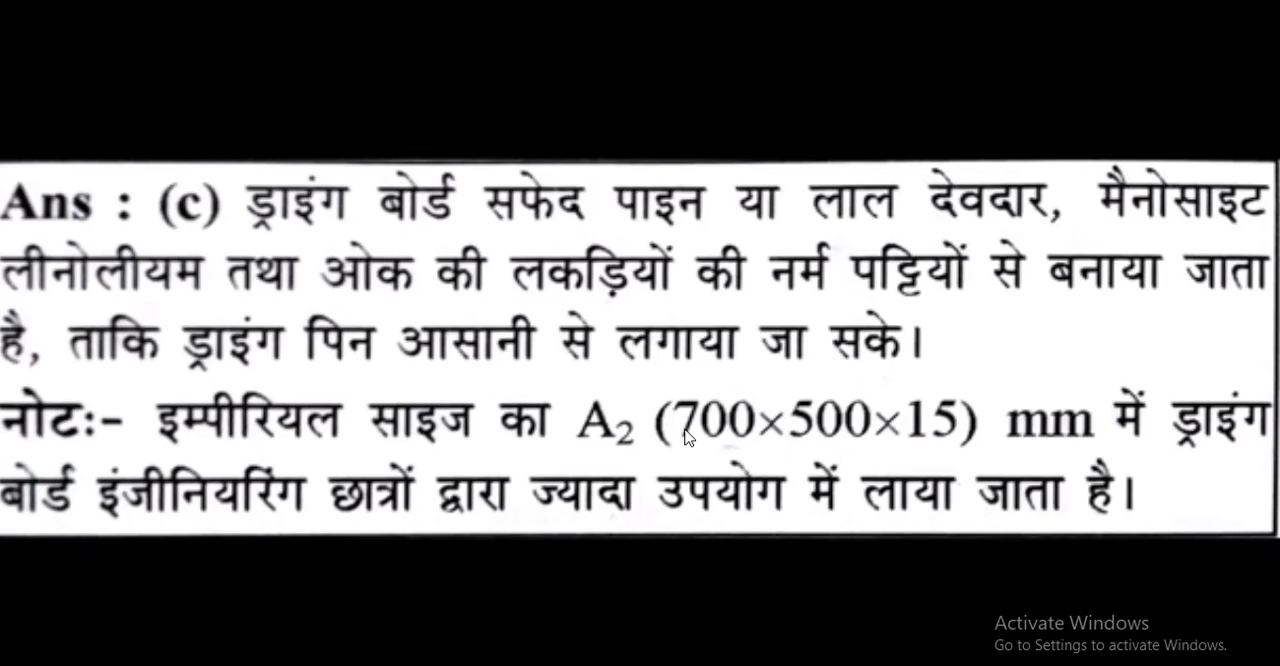 Ans : (c) ड्राइंग बोर्ड सफेद पाइन या लाल देवदार, मैनोसाइट
लीनोलीयम तथा ओक की लकड़ियों की नर्म पट्टियों से बनाया जाता
है, ताकि ड्राइंग पिन आसानी से लगाया जा सके।
नोटः- इम्पीरियल साइज का A₂ (700×500×15) mm में ड्राइंग
बोर्ड इंजीनियरिंग छात्रों द्वारा ज्यादा उपयोग में लाया जाता है।
Activate Windows
Go to Settings to activate Windows.